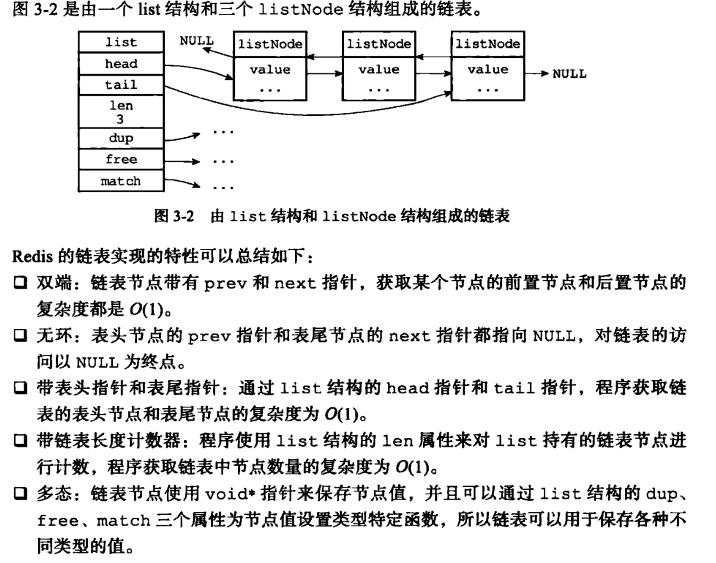 图 3-2 是由一个 list 结构和三个 listNode 结构组成的链表。
list
head
tail
len
3
dup
free
match
NULL
listNode
value
...
listNode
value
...
listNode
value
...
NULL
...
...
...
图 3-2 由 list 结构和 listNode 结构组成的链表
Redis 的链表实现的特性可以总结如下：
❑ 双端：链表节点带有 prev 和 next 指针，获取某个节点的前置节点和后置节点的
复杂度都是 O(1)。
❑ 无环：表头节点的 prev 指针和表尾节点的 next 指针都指向 NULL，对链表的访
问以 NULL 为终点。
❑ 带表头指针和表尾指针：通过 list 结构的 head 指针和 tail 指针，程序获取链
表的表头节点和表尾节点的复杂度为 O(1)。
❑ 带链表长度计数器：程序使用 list 结构的 len 属性来对 list 持有的链表节点进
行计数，程序获取链表中节点数量的复杂度为 O(1)。
❑ 多态：链表节点使用 void* 指针来保存节点值，并且可以通过 list 结构的 dup、
free、match 三个属性为节点值设置类型特定函数，所以链表可以用于保存各种不
同类型的值。